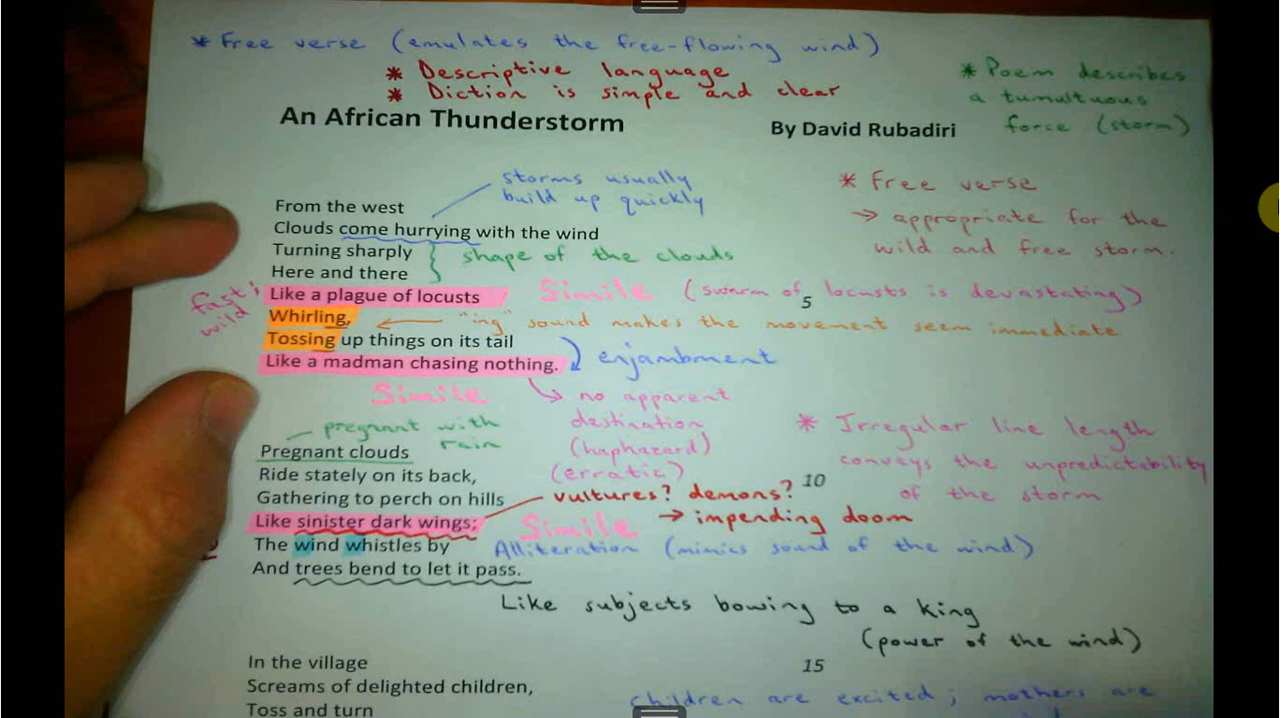 * Free verse (emulates the free-flowing wind)
* Descriptive language
* Diction is simple and clear
* Poem describes
a tumultuous
force (storm)
An African Thunderstorm
By David Rubadiri
storms usually
build up quickly
* Free verse
→ appropriate for the
wild and free storm.
From the west
Clouds come hurrying with the wind
Turning sharply
Here and there
shape of the clouds
Like a plague of locusts
Simile (swarm of locusts is devastating)
5
fast;
wild
Whirling,
"ing" sound makes the movement seem immediate
Tossing up things on its tail
Like a madman chasing nothing.
enjambment
Simile
no apparent
destination
(haphazard)
(erratic)
* Irregular line length
conveys the unpredictability
of the storm
pregnant with
rain
Pregnant clouds
Ride stately on its back,
10
Gathering to perch on hills
vultures? demons?
→ impending doom
Like sinister dark wings;
Simile
The wind whistles by
Alliteration (mimics sound of the wind)
And trees bend to let it pass.
Like subjects bowing to a king
(power of the wind)
In the village
15
Screams of delighted children,
children are excited; mothers are
Toss and turn